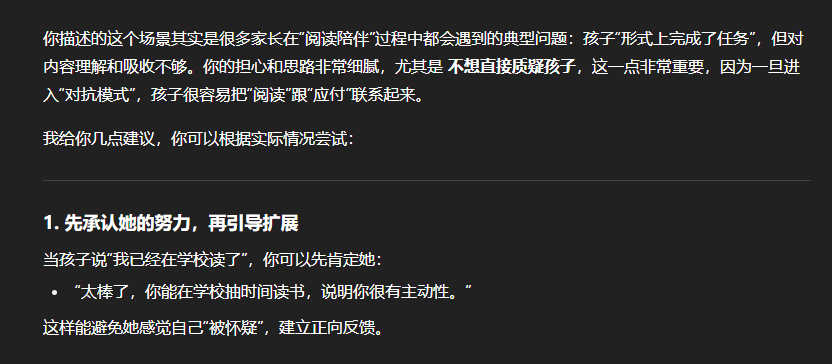 你描述的这个场景其实是很多家长在"阅读陪伴"过程中都会遇到的典型问题：孩子"形式上完成了任务"，但对
内容理解和吸收不够。你的担心和思路非常细腻，尤其是 不想直接质疑孩子，这一点非常重要，因为一旦进
入"对抗模式"，孩子很容易把"阅读"跟"应付"联系起来。
我给你几点建议，你可以根据实际情况尝试：
1. 先承认她的努力，再引导扩展
当孩子说"我已经在学校读了"，你可以先肯定她：
• "太棒了，你能在学校抽时间读书，说明你很有主动性。"
这样能避免她感觉自己"被怀疑"，建立正向反馈。